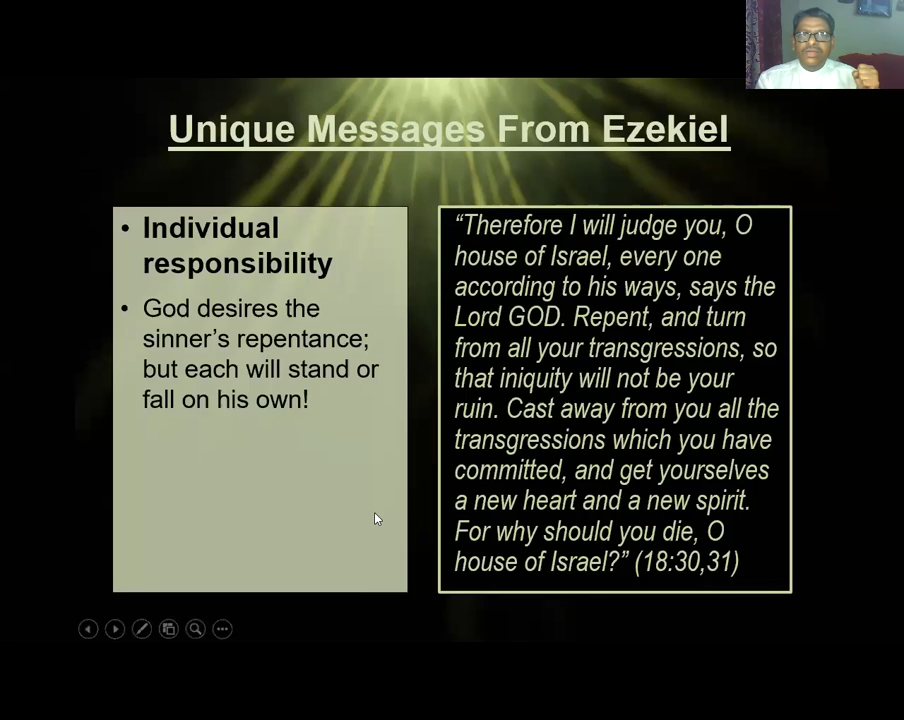 Unique Messages From Ezekiel
• Individual
responsibility
• God desires the
sinner’s repentance;
but each will stand or
fall on his own!
“Therefore I will judge you, O
house of Israel, every one
according to his ways, says the
Lord GOD. Repent, and turn
from all your transgressions, so
that iniquity will not be your
ruin. Cast away from you all the
transgressions which you have
committed, and get yourselves
a new heart and a new spirit.
For why should you die, O
house of Israel?” (18:30,31)